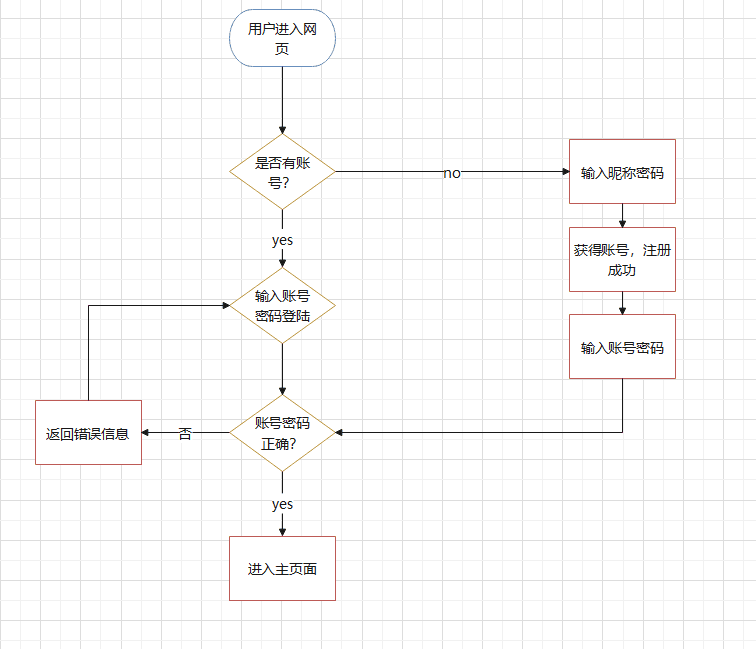 用户进入网
页
是否有账
号？
no
输入昵称密码
yes
获得账号，注册
成功
输入账号
密码登陆
输入账号密码
账号密码
正确？
否
返回错误信息
yes
进入主页面